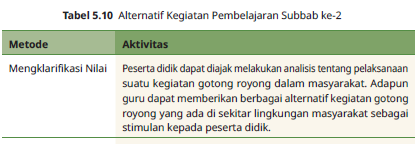 Tabel 5.10 Alternatif Kegiatan Pembelajaran Subbab ke-2
Metode Aktivitas
Mengklarifikasi Nilai Peserta didik dapat diajak melakukan analisis tentang pelaksanaan
suatu kegiatan gotong royong dalam masyarakat. Adapun
guru dapat memberikan berbagai alternatif kegiatan gotong
royong yang ada di sekitar lingkungan masyarakat sebagai
stimulan kepada peserta didik.